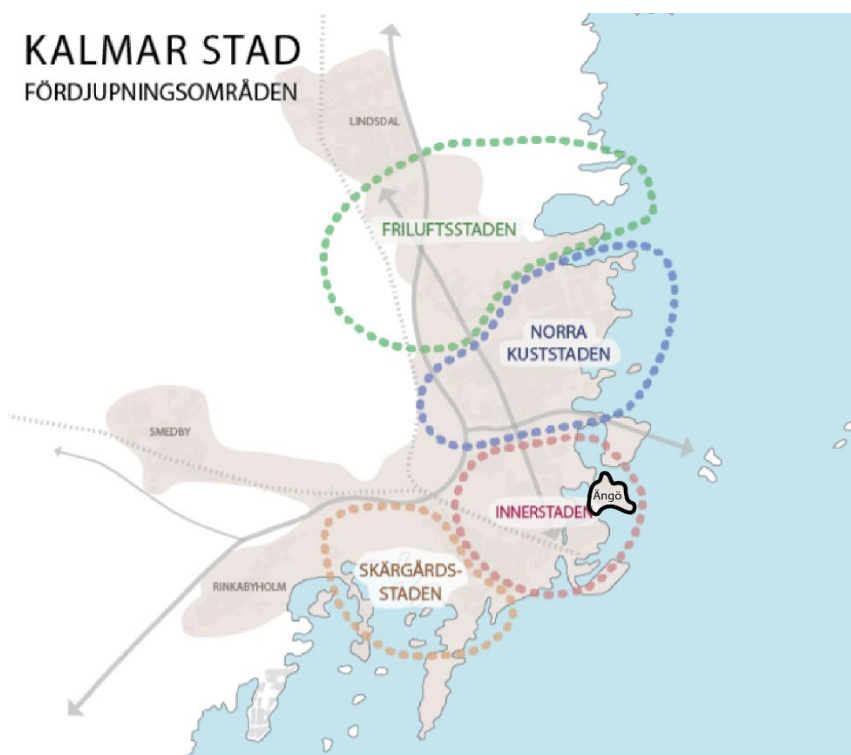 KALMAR STAD
FÖRDJUPNINGSOMRÅDEN
LINDSDAL
FRILUFTSSTADEN
NORRA
KUSTSTADEN
SMEDBY
Ängö
INNERSTADEN
SKÄRGÅRDS-
STADEN
RINKABYHOLM